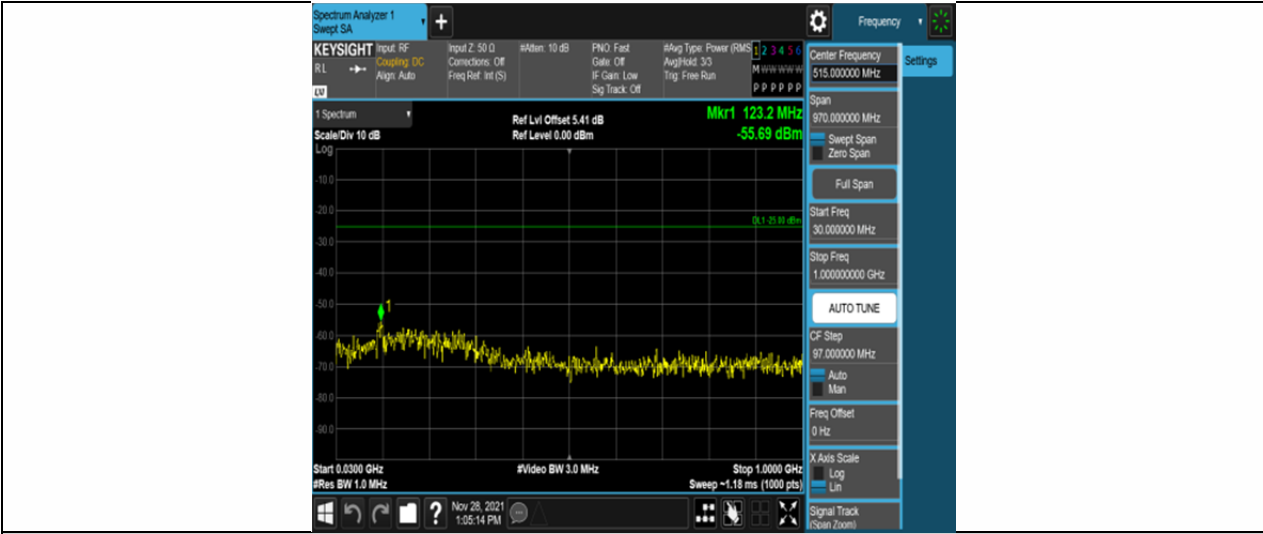 Spectrum Analyzer 1
Swept SA
+
Frequency
KEYSIGHT
RL
LV
Input: RF
Coupling: DC
Align: Auto
Input Z: 50 Ω
Corrections: Off
Freq Ref: Int (S)
#Atten: 10 dB
PNO: Fast
Gate: Off
IF Gain: Low
Sig Track: Off
#Avg Type: Power (RMS
Avg|Hold: 3/3
Trig: Free Run
1 2 3 4 5 6
M W W W W W
P P P P P P
1 Spectrum
Scale/Div 10 dB
Ref Lvl Offset 5.41 dB
Ref Level 0.00 dBm
Mkr1 123.2 MHz
-55.69 dBm
Log
-10.0
-20.0
DL1 -25.00 dBm
-30.0
-40.0
-50.0
1
-60.0
-70.0
-80.0
-90.0
Start 0.0300 GHz
#Res BW 1.0 MHz
#Video BW 3.0 MHz
Stop 1.0000 GHz
Sweep ~1.18 ms (1000 pts)
?
Nov 28, 2021
1:05:14 PM
Center Frequency
515.000000 MHz
Settings
Span
970.000000 MHz
Swept Span
Zero Span
Full Span
Start Freq
30.000000 MHz
Stop Freq
1.000000000 GHz
AUTO TUNE
CF Step
97.000000 MHz
Auto
Man
Freq Offset
0 Hz
X Axis Scale
Log
Lin
Signal Track
(Span Zoom)